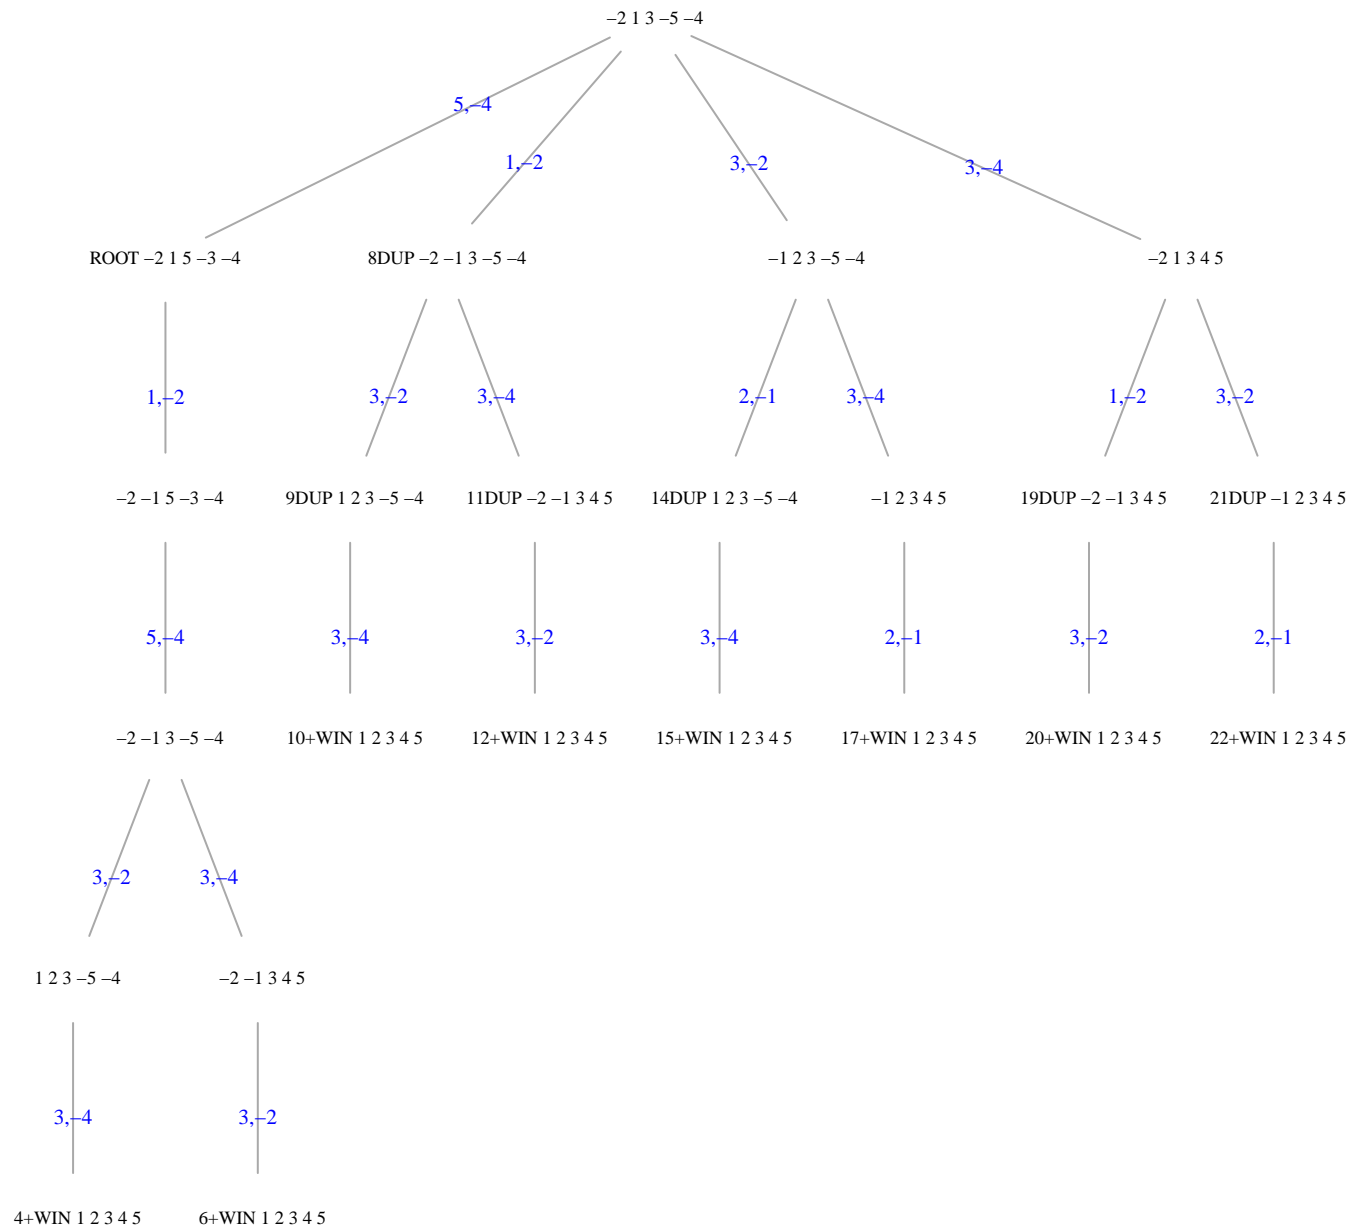 –2 1 3 –5 –4
5,–4
1,–2
3,–2
3,–4
ROOT –2 1 5 –3 –4
8DUP –2 –1 3 –5 –4
–1 2 3 –5 –4
–2 1 3 4 5
1,–2
3,–2
3,–4
2,–1
3,–4
1,–2
3,–2
–2 –1 5 –3 –4
9DUP 1 2 3 –5 –4
11DUP –2 –1 3 4 5
14DUP 1 2 3 –5 –4
–1 2 3 4 5
19DUP –2 –1 3 4 5
21DUP –1 2 3 4 5
5,–4
3,–4
3,–2
3,–4
2,–1
3,–2
2,–1
–2 –1 3 –5 –4
10+WIN 1 2 3 4 5
12+WIN 1 2 3 4 5
15+WIN 1 2 3 4 5
17+WIN 1 2 3 4 5
20+WIN 1 2 3 4 5
22+WIN 1 2 3 4 5
3,–2
3,–4
1 2 3 –5 –4
–2 –1 3 4 5
3,–4
3,–2
4+WIN 1 2 3 4 5
6+WIN 1 2 3 4 5